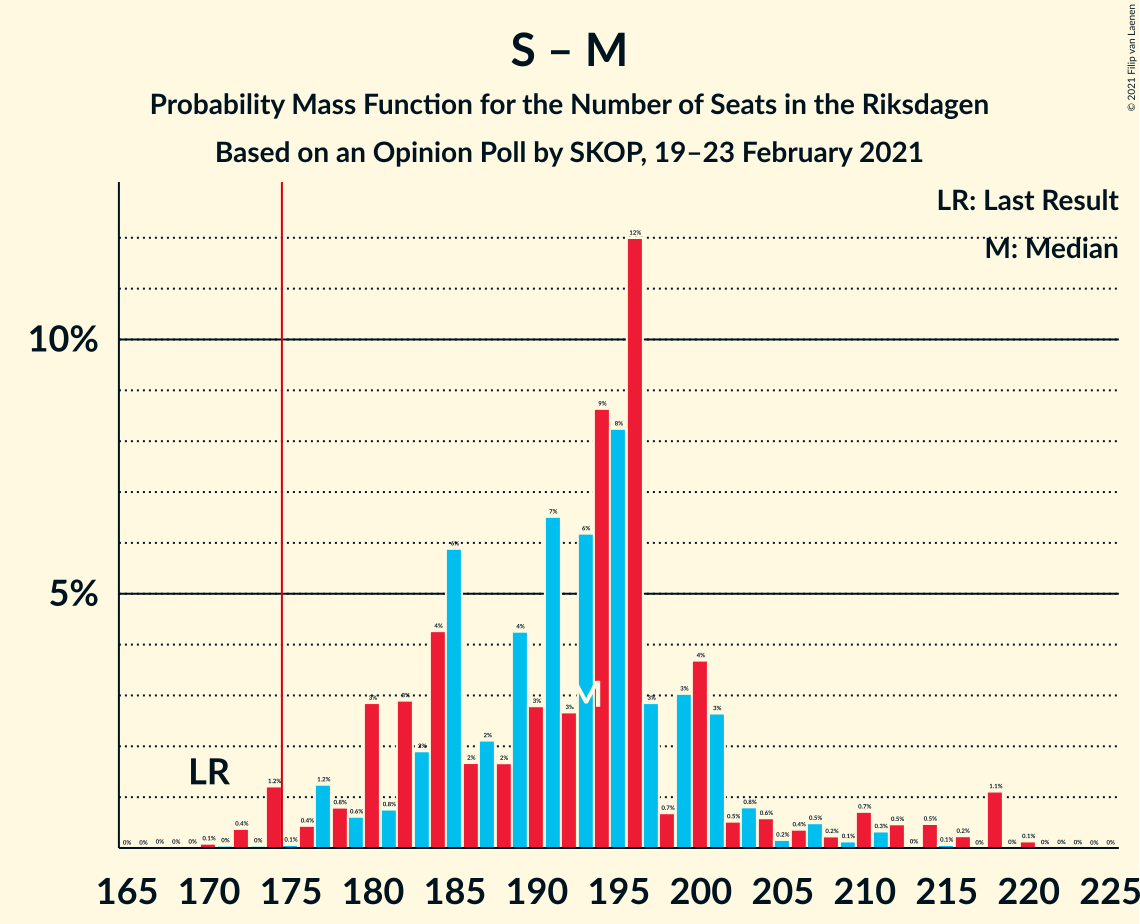 © 2021 Filip van Laenen
S – M
Probability Mass Function for the Number of Seats in the Riksdagen
Based on an Opinion Poll by SKOP, 19–23 February 2021
LR: Last Result
M: Median
10%
5%
LR
M
0% 0% 0% 0% 0% 0.1% 0% 0.4% 0% 1.2% 0.1% 0.4% 1.2% 0.8% 0.6% 3% 0.8% 3% 2% 4% 6% 2% 2% 2% 4% 3% 7% 3% 6% 9% 8% 12% 3% 0.7% 3% 4% 3% 0.5% 0.8% 0.6% 0.2% 0.4% 0.5% 0.2% 0.1% 0.7% 0.3% 0.5% 0% 0.5% 0.1% 0.2% 0% 1.1% 0% 0.1% 0% 0% 0% 0% 0%
165 170 175 180 185 190 195 200 205 210 215 220 225